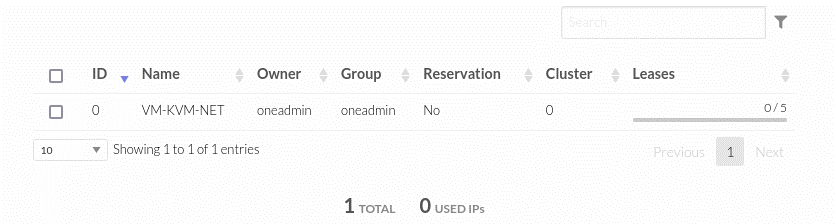 Search
ID Name Owner Group Reservation Cluster Leases
0 VM-KVM-NET oneadmin oneadmin No 0 0 / 5
10 Showing 1 to 1 of 1 entries Previous 1 Next
1 TOTAL 0 USED IPs